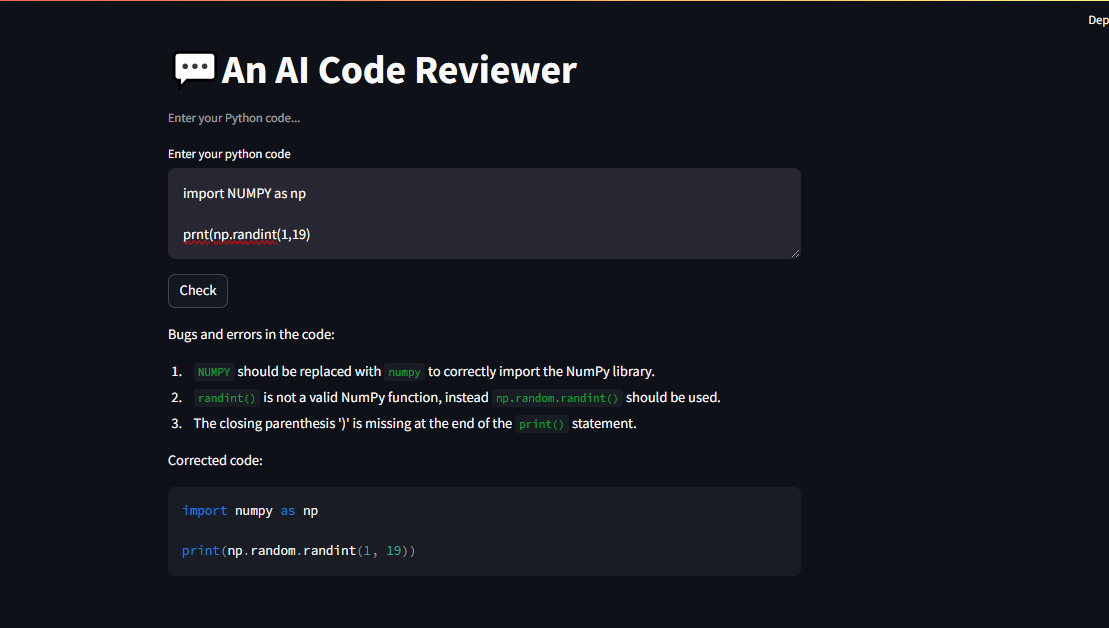 Dep
An AI Code Reviewer
Enter your Python code...
Enter your python code
import NUMPY as np
prnt(np.randint(1,19)
Check
Bugs and errors in the code:
1. NUMPY should be replaced with numpy to correctly import the NumPy library.
2. randint() is not a valid NumPy function, instead np.random.randint() should be used.
3. The closing parenthesis ')' is missing at the end of the print() statement.
Corrected code:
import numpy as np
print(np.random.randint(1, 19))